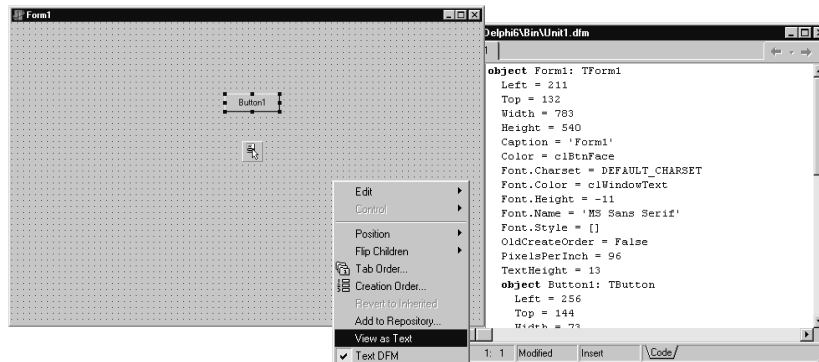 Form1
Button1
Edit
Control
Position
Flip Children
Tab Order...
Creation Order...
Revert to Inherited
Add to Repository...
View as Text
Text DFM
Delphi6\Bin\Unit1.dfm
object Form1: TForm1
Left = 211
Top = 132
Width = 783
Height = 540
Caption = 'Form1'
Color = clBtnFace
Font.Charset = DEFAULT_CHARSET
Font.Color = clWindowText
Font.Height = -11
Font.Name = 'MS Sans Serif'
Font.Style = []
OldCreateOrder = False
PixelsPerInch = 96
TextHeight = 13
object Button1: TButton
Left = 256
Top = 144
Width = 73
1: 1 Modified Insert \Code/